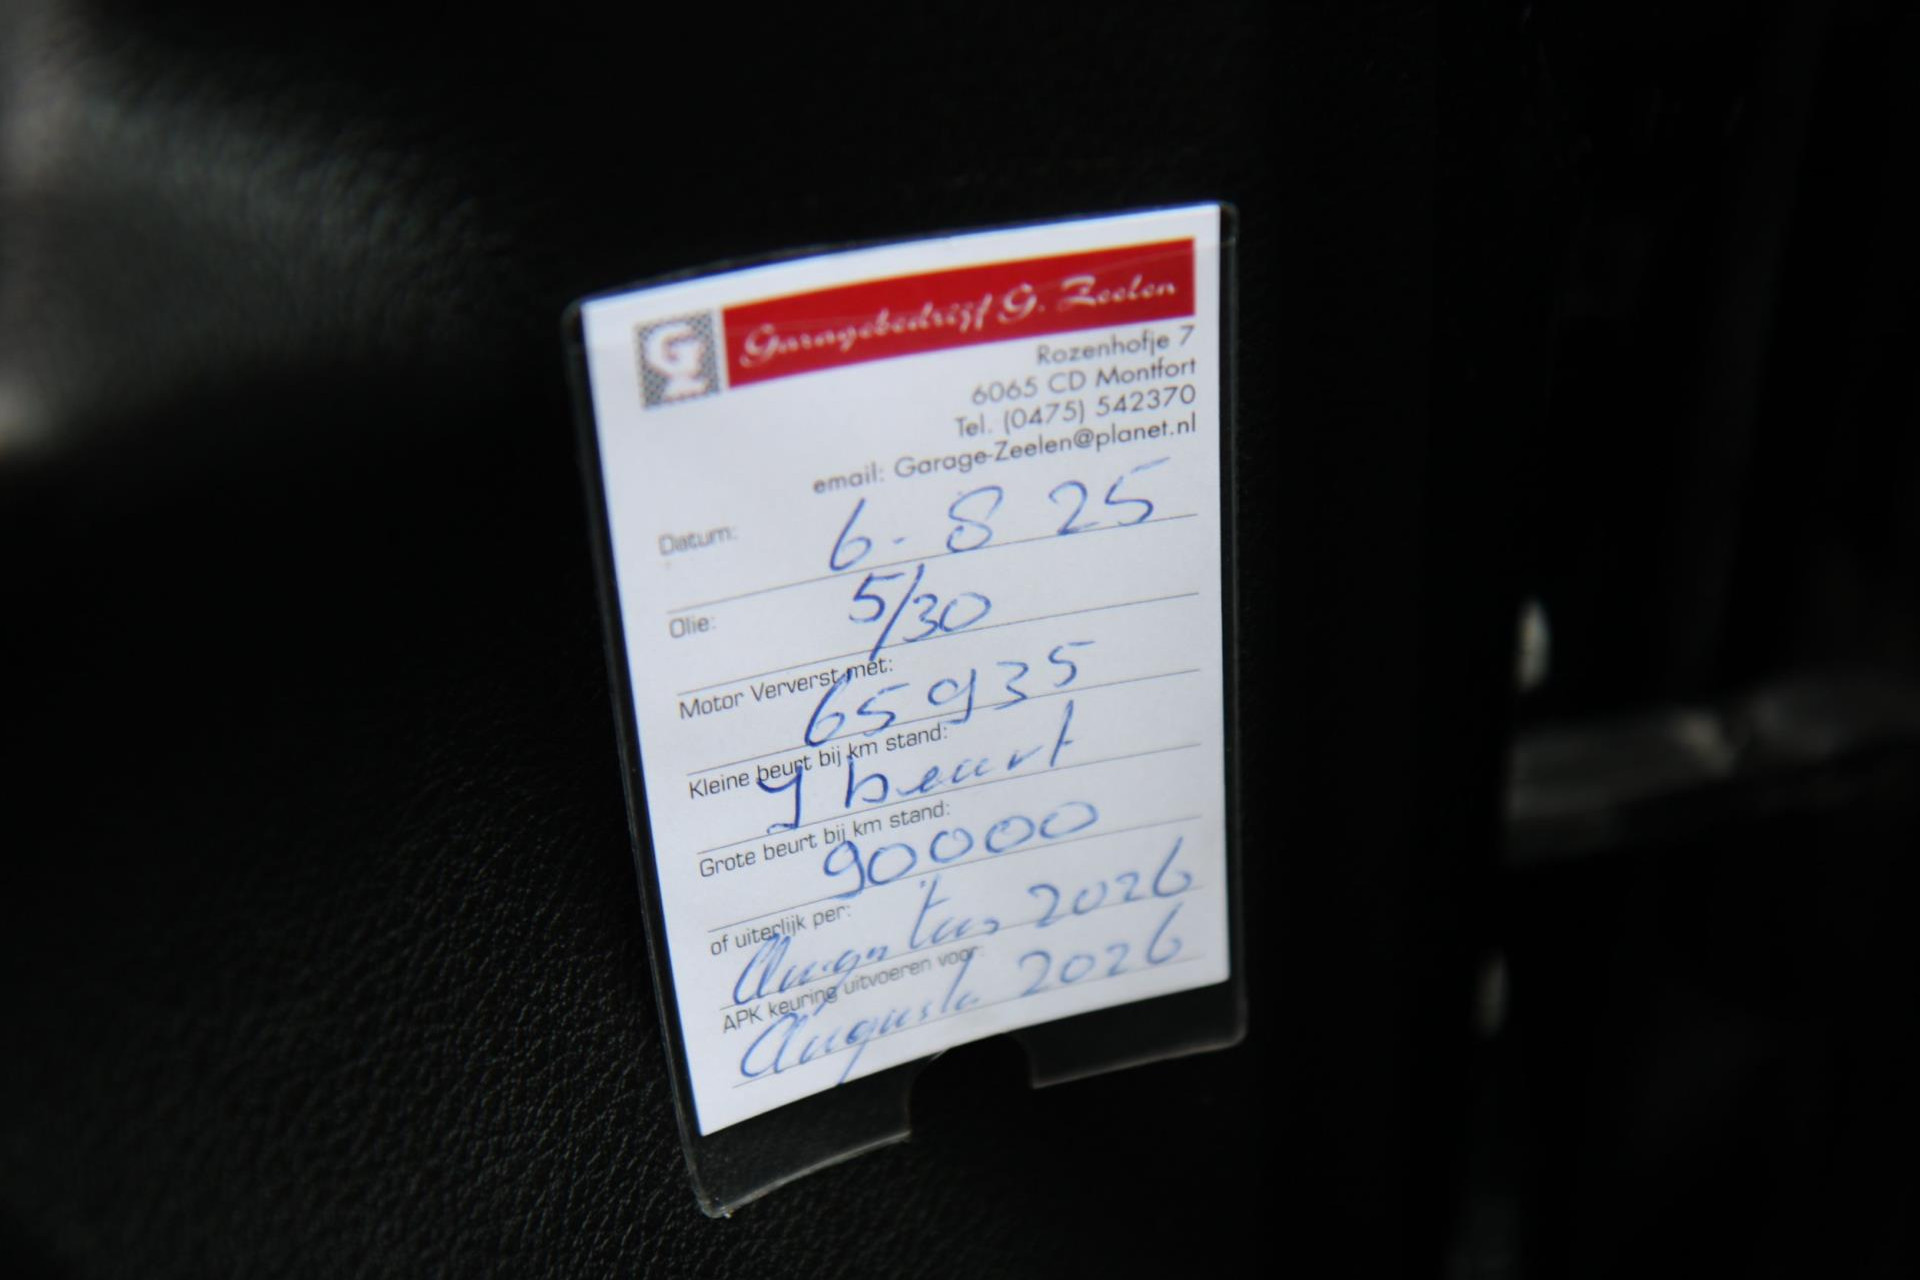 Garagebedrijf G. Zeelen
Rozenhofje 7
6065 CD Montfort
Tel. (0475) 542370
email: Garage-Zeelen@planet.nl
Datum: 6-8 25
Olie: 5/30
Motor Ververst met: 65935
Kleine beurt bij km stand: beurt
Grote beurt bij km stand: 90000
of uiterlijk per: Augustus 2026
APK keuring uitvoeren voor: Augustus 2026